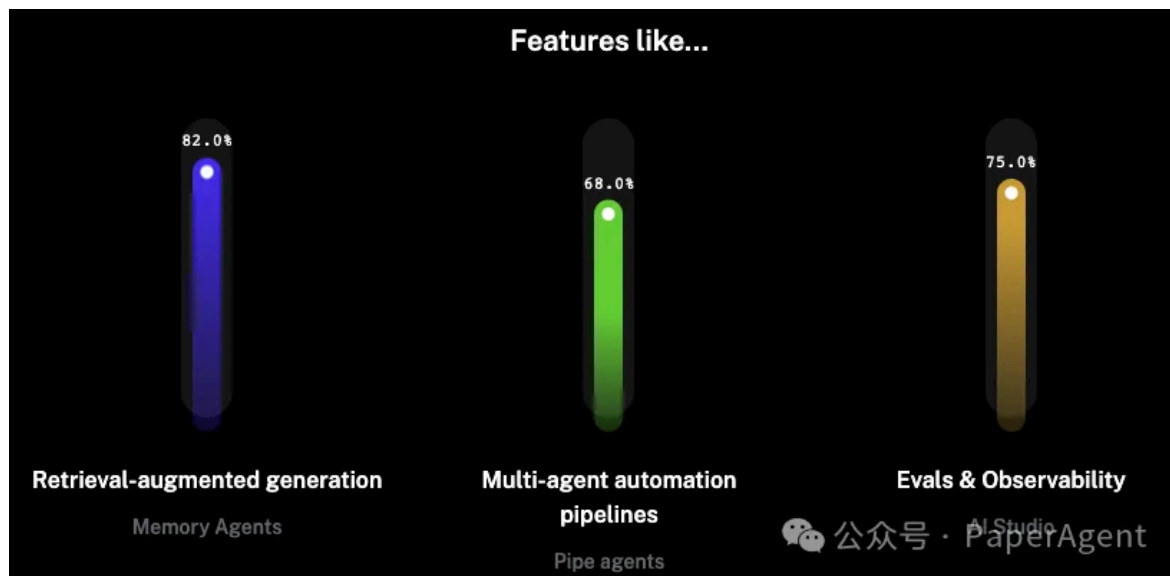 Features like...
82.0%
68.0%
75.0%
Retrieval-augmented generation
Memory Agents
Multi-agent automation
pipelines
Pipe agents
Evals & Observability
AI Studio
公众号 · PaperAgent